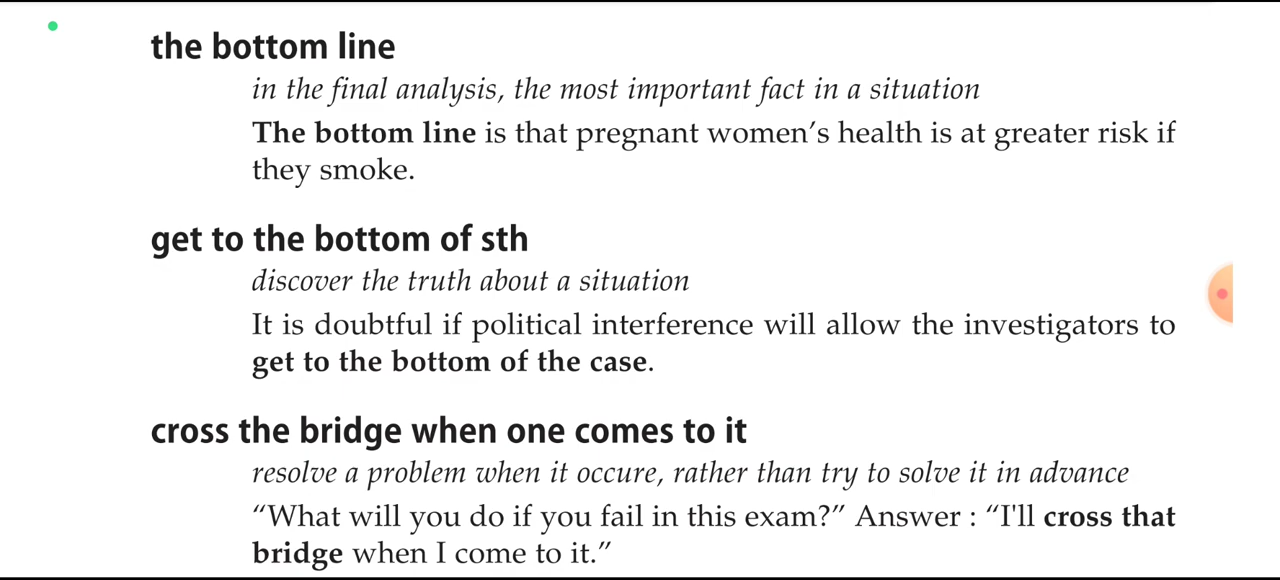 the bottom line
in the final analysis, the most important fact in a situation
The bottom line is that pregnant women’s health is at greater risk if
they smoke.
get to the bottom of sth
discover the truth about a situation
It is doubtful if political interference will allow the investigators to
get to the bottom of the case.
cross the bridge when one comes to it
resolve a problem when it occure, rather than try to solve it in advance
“What will you do if you fail in this exam?” Answer : “I'll cross that
bridge when I come to it.”